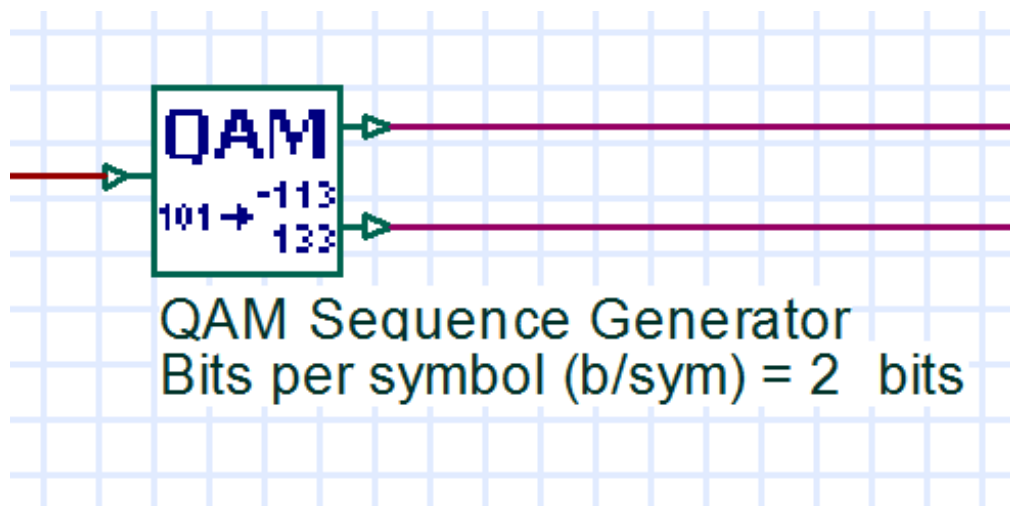 QAM
101 → -113
133
QAM Sequence Generator
Bits per symbol (b/sym) = 2 bits